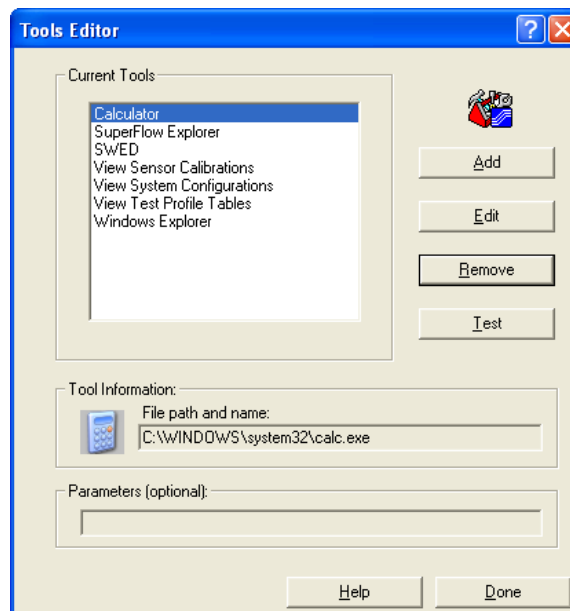 Tools Editor
Current Tools
Calculator
SuperFlow Explorer
SWED
View Sensor Calibrations
View System Configurations
View Test Profile Tables
Windows Explorer
Add
Edit
Remove
Test
Tool Information:
File path and name:
C:\WINDOWS\system32\calc.exe
Parameters (optional):
Help
Done